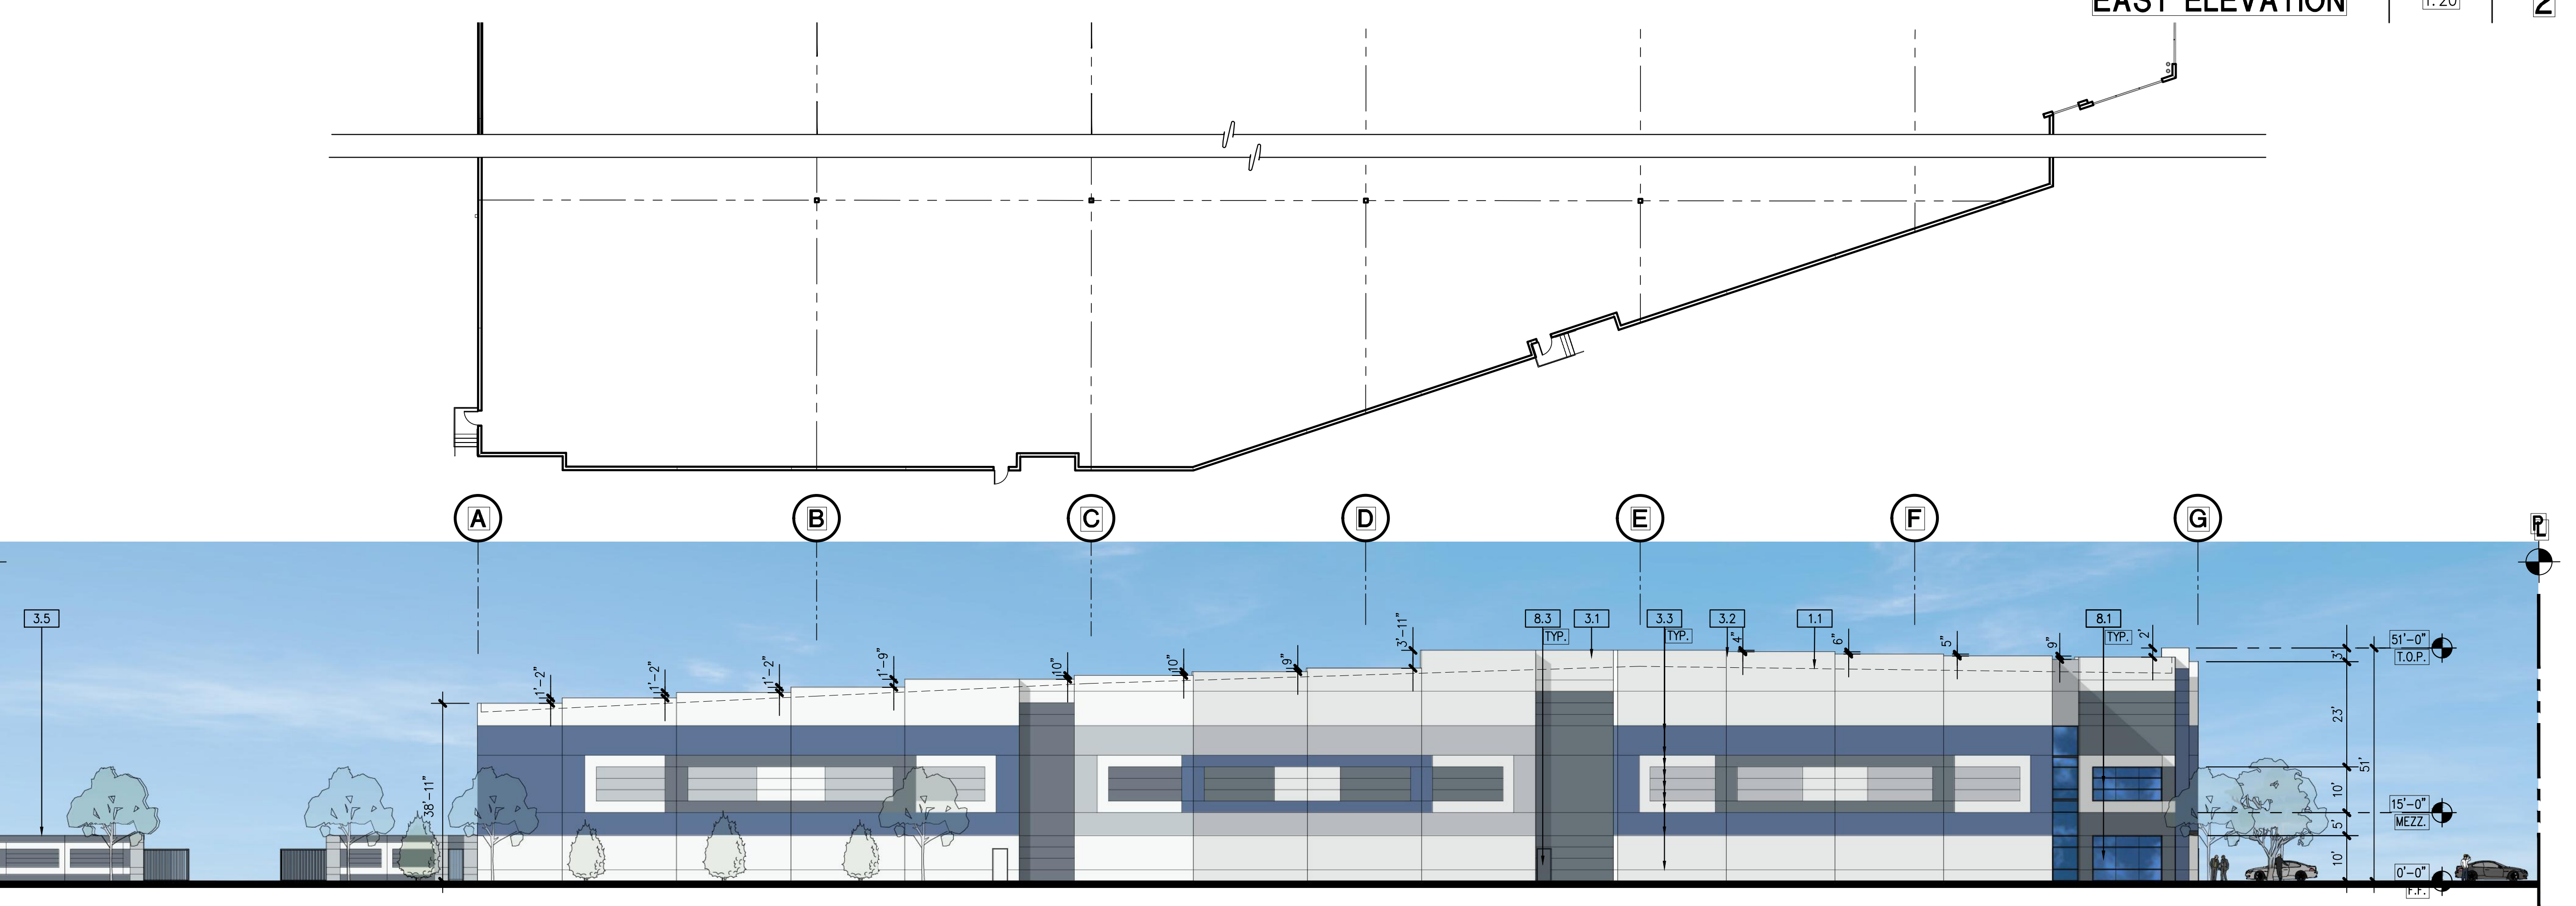 EAST ELEVATION
1:20
2
A
B
C
D
E
F
G
PL
3.5
8.3
TYP.
3.1
3.3
TYP.
3.2
1.1
8.1
TYP.
1'-2"
1'-2"
1'-2"
1'-9"
10"
10"
9"
3'-11"
4"
6"
5"
9"
2'
38'-11"
3'
23'
10'
5'
10'
51'
51'-0"
T.O.P.
15'-0"
MEZZ.
0'-0"
F.F.